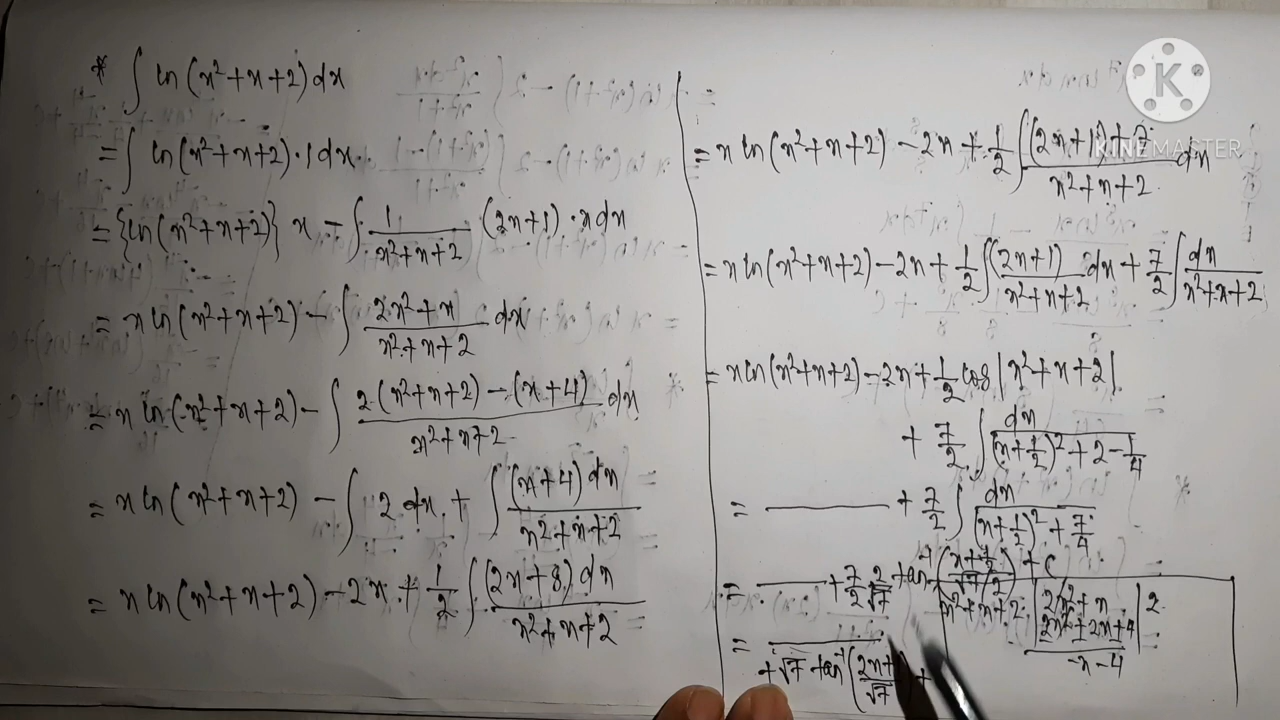 * ∫ ln (x²+x+2) dx
= ∫ ln(x²+x+2)·1 dx
= {ln(x²+x+2)} x - ∫ 1/(x²+x+2) (2x+1)·x dx
= x ln(x²+x+2) - ∫ (2x²+x)/(x²+x+2) dx
= x ln(x²+x+2) - ∫ (2(x²+x+2) - (x+4))/(x²+x+2) dx
= x ln(x²+x+2) - ∫ 2 dx + ∫ (x+4) dx/(x²+x+2)
= x ln(x²+x+2) - 2x + 1/2 ∫ (2x+8) dx/(x²+x+2)
K
KINEMASTER
= x ln(x²+x+2) - 2x + 1/2 ∫ ((2x+1)+7)/(x²+x+2) dx
= x ln(x²+x+2) - 2x + 1/2 ∫ (2x+1)/(x²+x+2) dx + 7/2 ∫ dx/(x²+x+2)
= x ln(x²+x+2) - 2x + 1/2 log |x²+x+2|
+ 7/2 ∫ dx/((x+1/2)²+2-1/4)
= ——— + 7/2 ∫ dx/((x+1/2)²+7/4)
= ——— + 7/2 2/√7 tan⁻¹((x+1/2)/(√7/2)) + c
= ———
+ √7 tan⁻¹(2x+
√7
x²+x+2 | 2x²+x | 2
2x²+2x+4
-x-4